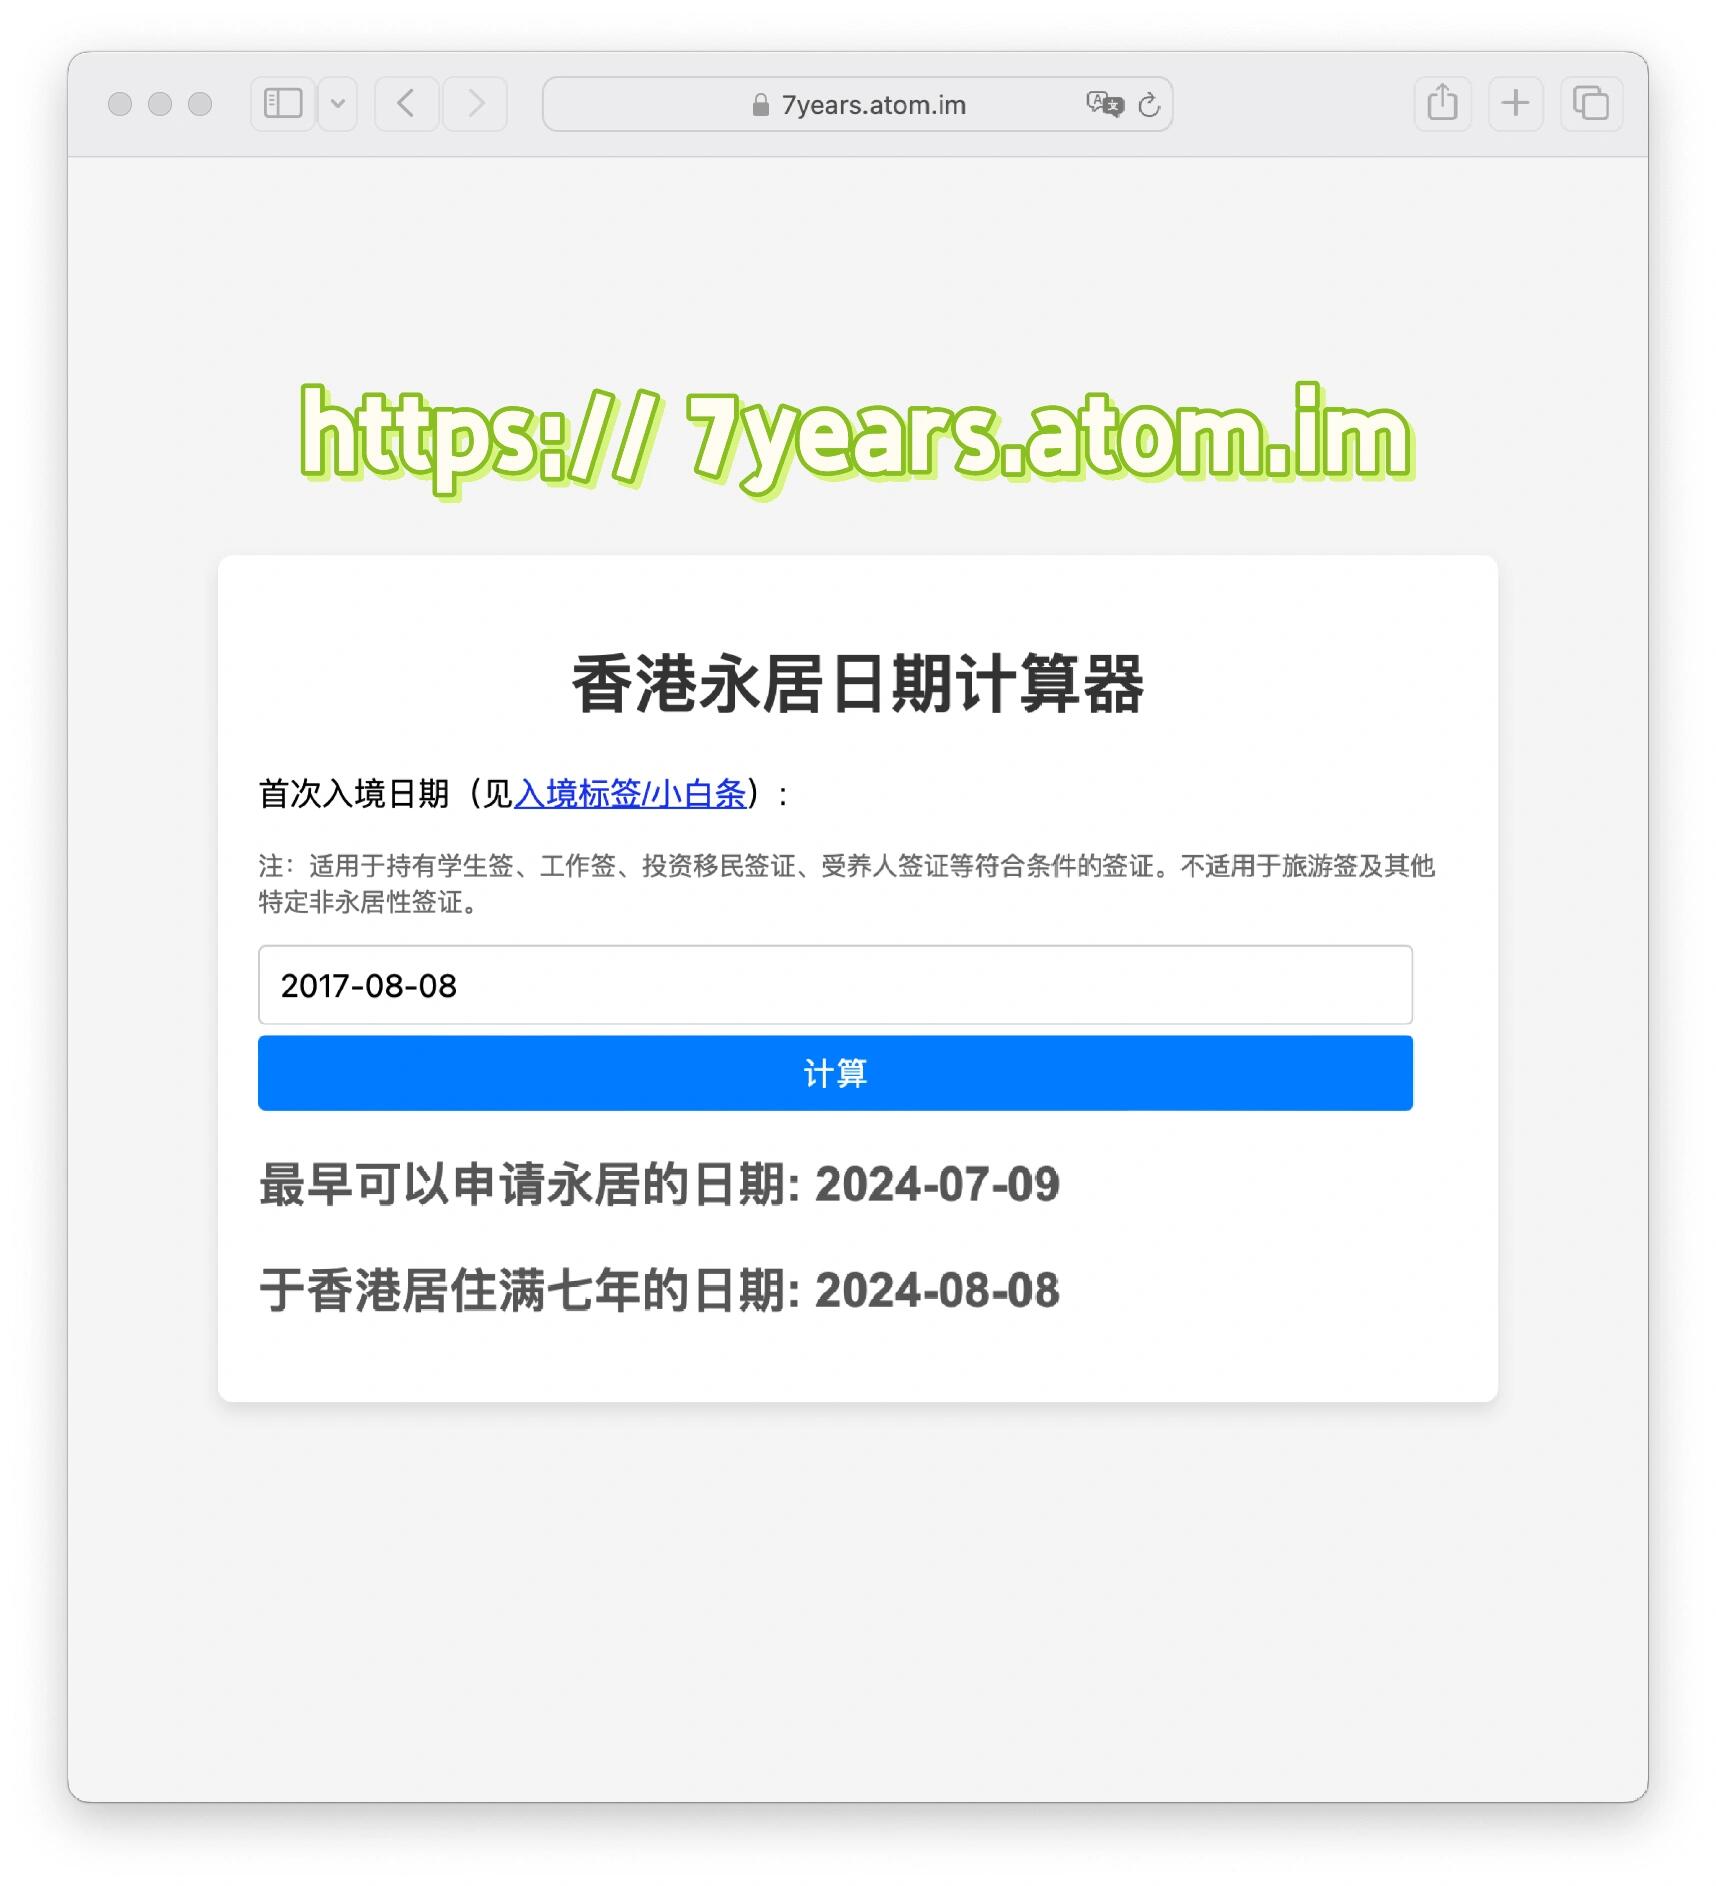 7years.atom.im
https:// 7years.atom.im
香港永居日期计算器
首次入境日期（见入境标签/小白条）:
注：适用于持有学生签、工作签、投资移民签证、受养人签证等符合条件的签证。不适用于旅游签及其他
特定非永居性签证。
2017-08-08
计算
最早可以申请永居的日期: 2024-07-09
于香港居住满七年的日期: 2024-08-08